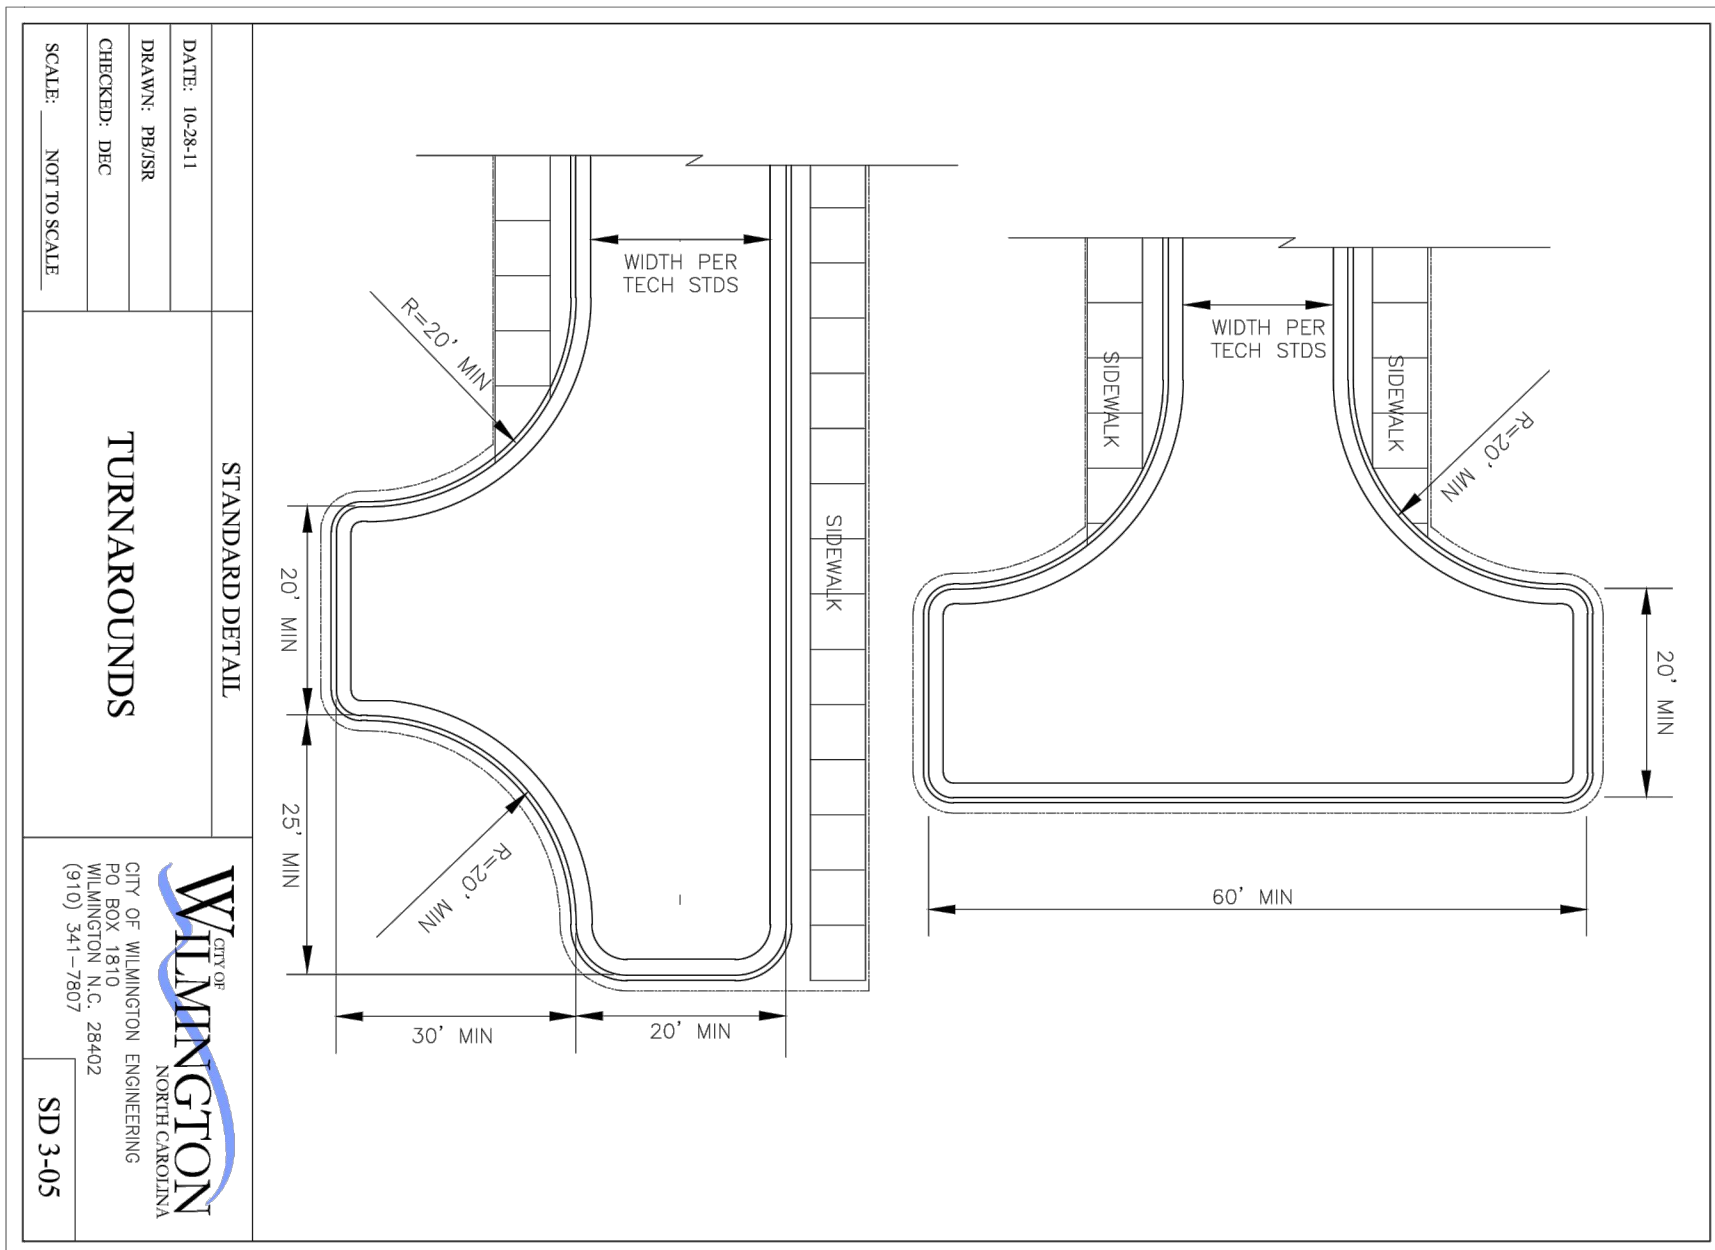 WIDTH PER
TECH STDS
R=20' MIN
SIDEWALK
20' MIN
25' MIN
R=20' MIN
30' MIN
20' MIN
WIDTH PER
TECH STDS
SIDEWALK
SIDEWALK
R=20' MIN
20' MIN
60' MIN
DATE: 10-28-11
DRAWN: PB/JSR
CHECKED: DEC
SCALE: NOT TO SCALE
STANDARD DETAIL
TURNAROUNDS
CITY OF
WILMINGTON
NORTH CAROLINA
CITY OF WILMINGTON ENGINEERING
PO BOX 1810
WILMINGTON N.C. 28402
(910) 341-7807
SD 3-05